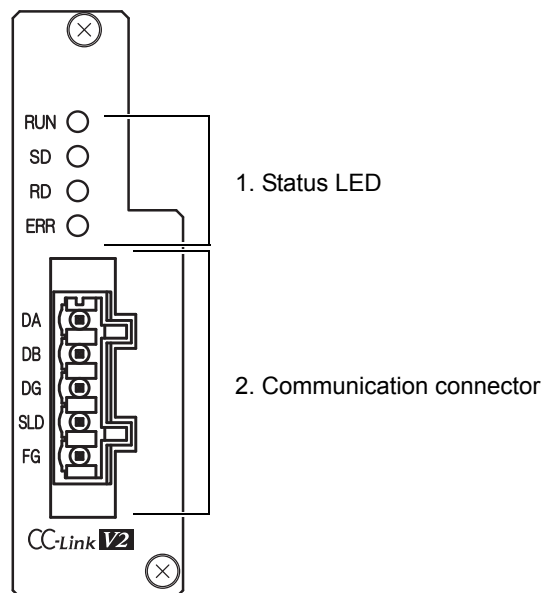 RUN
SD
RD
ERR
1. Status LED
DA
DB
DG
SLD
FG
2. Communication connector
CC-Link V2